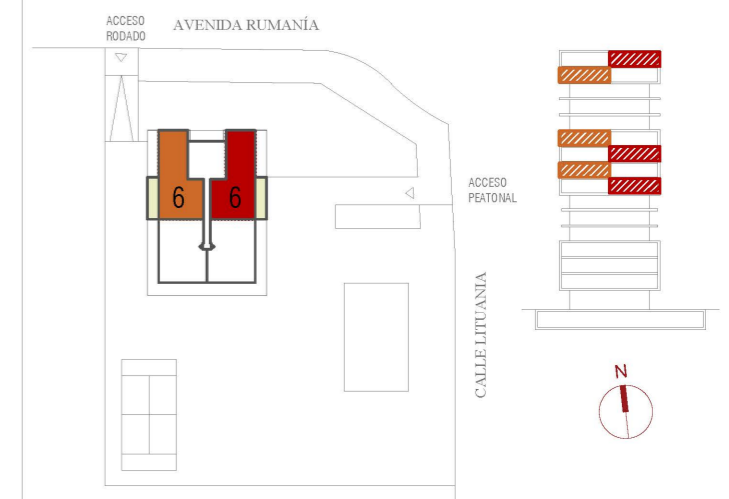 ACCESO
RODADO
AVENIDA RUMANÍA
6
6
ACCESO
PEATONAL
CALLE LITUANIA
N